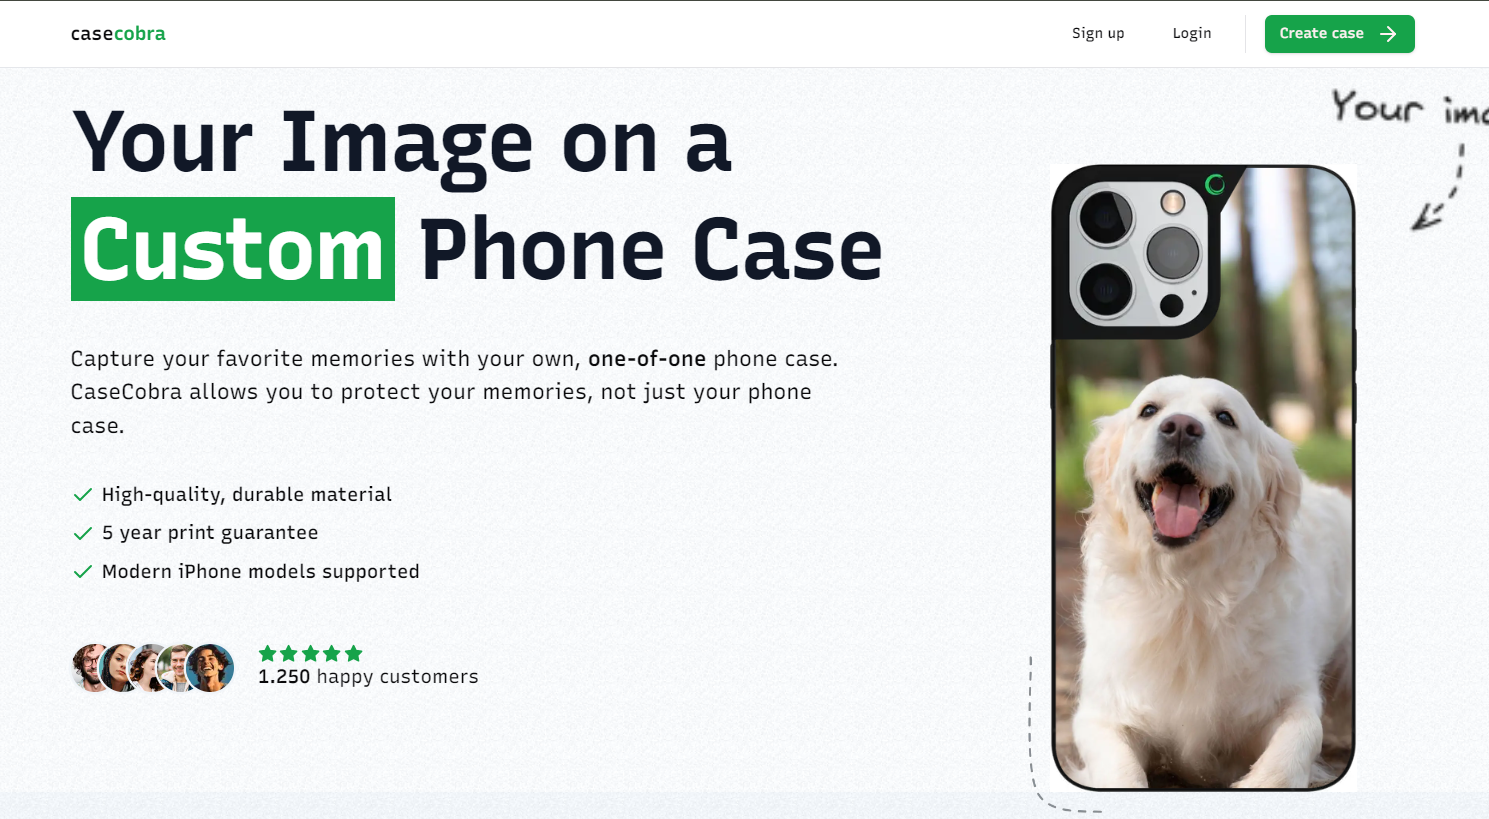 casecobra
Sign up
Login
Create case
Your Image on a
Custom Phone Case
Capture your favorite memories with your own, one-of-one phone case.
CaseCobra allows you to protect your memories, not just your phone
case.
High-quality, durable material
5 year print guarantee
Modern iPhone models supported
1.250 happy customers
Your